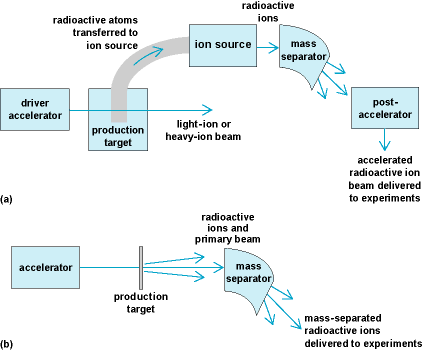 radioactive atoms
transferred to
ion source
radioactive
ions
ion source
mass
separator
driver
accelerator
production
target
light-ion or
heavy-ion beam
post-
accelerator
accelerated
radioactive ion
beam delivered
to experiments
(a)
radioactive
ions and
primary beam
accelerator
mass
separator
production
target
mass-separated
radioactive ions
delivered to experiments
(b)